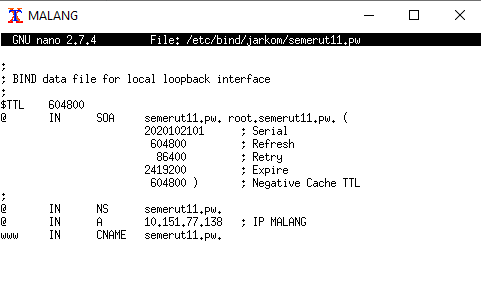 MALANG
GNU nano 2.7.4 File: /etc/bind/jarkom/semerut11.pw
;
; BIND data file for local loopback interface
;
$TTL 604800
@ IN SOA semerut11.pw. root.semerut11.pw. (
2020102101 ; Serial
604800 ; Refresh
86400 ; Retry
2419200 ; Expire
604800 ) ; Negative Cache TTL
;
@ IN NS semerut11.pw.
@ IN A 10.151.77.138 ; IP MALANG
www IN CNAME semerut11.pw.